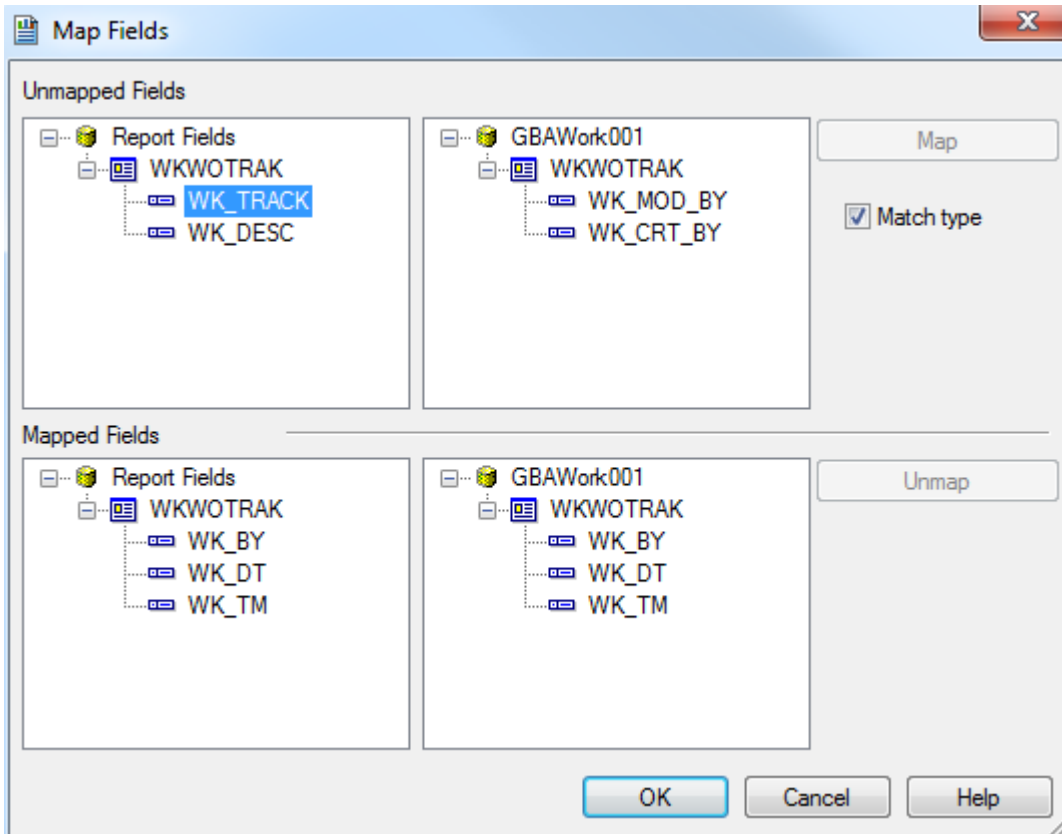 Map Fields
Unmapped Fields
Report Fields
WKWOTRAK
WK_TRACK
WK_DESC
GBAWork001
WKWOTRAK
WK_MOD_BY
WK_CRT_BY
Map
Match type
Mapped Fields
Report Fields
WKWOTRAK
WK_BY
WK_DT
WK_TM
GBAWork001
WKWOTRAK
WK_BY
WK_DT
WK_TM
Unmap
OK
Cancel
Help